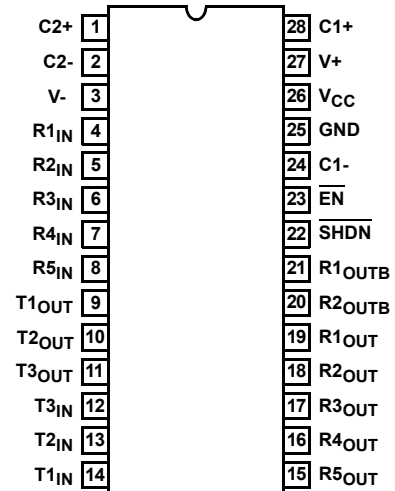 C2+ 1 28 C1+
C2- 2 27 V+
V- 3 26 VCC
R1IN 4 25 GND
R2IN 5 24 C1-
R3IN 6 23 EN
R4IN 7 22 SHDN
R5IN 8 21 R1OUTB
T1OUT 9 20 R2OUTB
T2OUT 10 19 R1OUT
T3OUT 11 18 R2OUT
T3IN 12 17 R3OUT
T2IN 13 16 R4OUT
T1IN 14 15 R5OUT